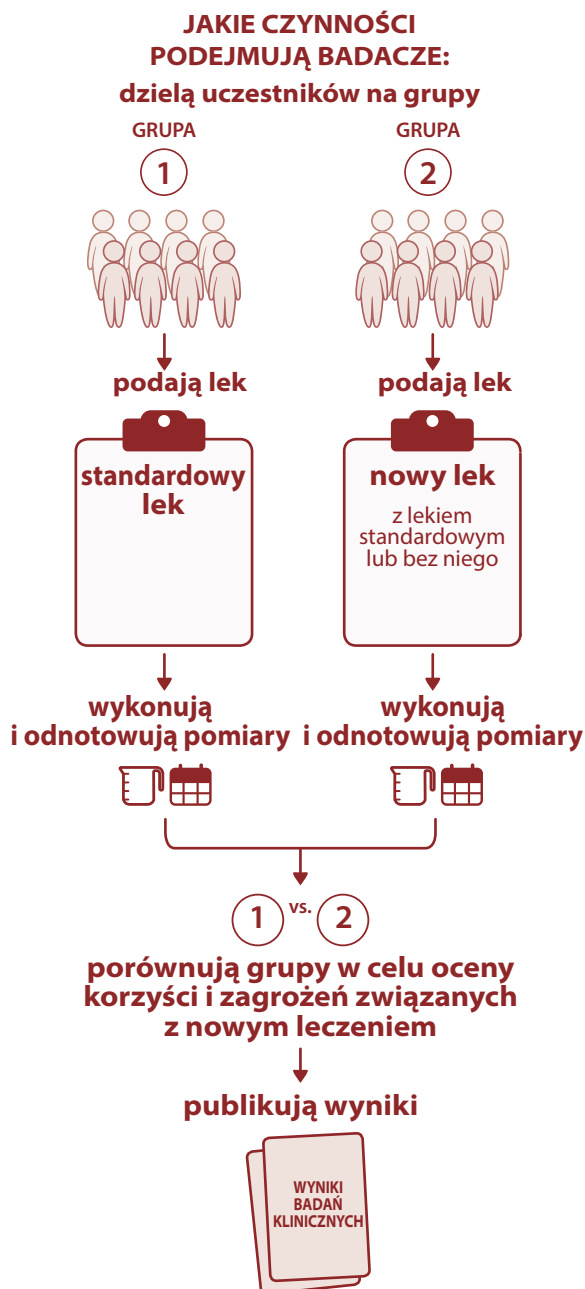 JAKIE CZYNNOŚCI
PODEJMUJĄ BADACZE:
dzielą uczestników na grupy
GRUPA
1
GRUPA
2
podają lek
podają lek
standardowy
lek
nowy lek
z lekiem
standardowym
lub bez niego
wykonują
i odnotowują pomiary
wykonują
i odnotowują pomiary
1 vs. 2
porównują grupy w celu oceny
korzyści i zagrożeń związanych
z nowym leczeniem
publikują wyniki
WYNIKI
BADAŃ
KLINICZNYCH